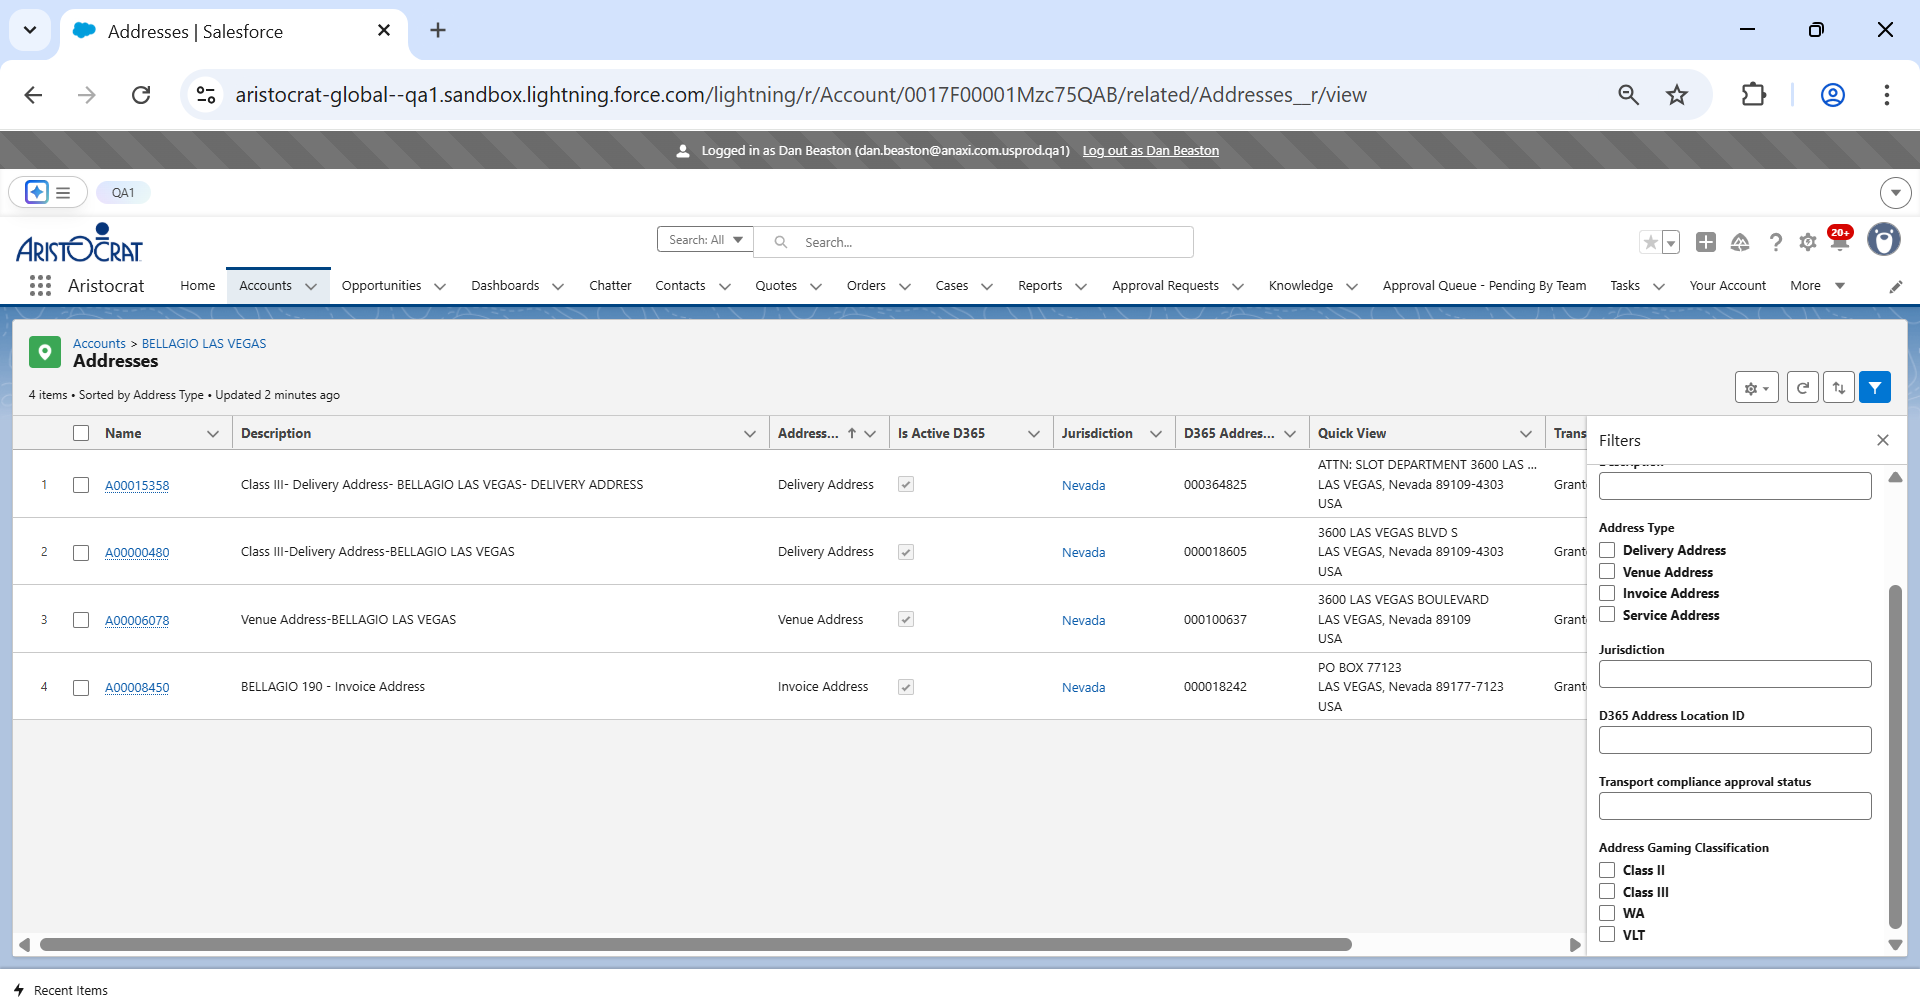 Addresses | Salesforce
aristocrat-global--qa1.sandbox.lightning.force.com/lightning/r/Account/0017F00001Mzc75QAB/related/Addresses__r/view
Logged in as Dan Beaston (dan.beaston@anaxi.com.usprod.qa1) Log out as Dan Beaston
QA1
ARISTOCRAT
Search: All
Search...
20+
Aristocrat
Home
Accounts
Opportunities
Dashboards
Chatter
Contacts
Quotes
Orders
Cases
Reports
Approval Requests
Knowledge
Approval Queue - Pending By Team
Tasks
Your Account
More
Accounts > BELLAGIO LAS VEGAS
Addresses
4 items • Sorted by Address Type • Updated 2 minutes ago
Name Description Address... Is Active D365 Jurisdiction D365 Addres... Quick View Trans
1 A00015358 Class III- Delivery Address- BELLAGIO LAS VEGAS- DELIVERY ADDRESS Delivery Address Nevada 000364825
ATTN: SLOT DEPARTMENT 3600 LAS ...
LAS VEGAS, Nevada 89109-4303
USA
Grant
2 A00000480 Class III-Delivery Address-BELLAGIO LAS VEGAS Delivery Address Nevada 000018605
3600 LAS VEGAS BLVD S
LAS VEGAS, Nevada 89109-4303
USA
Grant
3 A00006078 Venue Address-BELLAGIO LAS VEGAS Venue Address Nevada 000100637
3600 LAS VEGAS BOULEVARD
LAS VEGAS, Nevada 89109
USA
Grant
4 A00008450 BELLAGIO 190 - Invoice Address Invoice Address Nevada 000018242
PO BOX 77123
LAS VEGAS, Nevada 89177-7123
USA
Grant
Filters
Description
Address Type
Delivery Address
Venue Address
Invoice Address
Service Address
Jurisdiction
D365 Address Location ID
Transport compliance approval status
Address Gaming Classification
Class II
Class III
WA
VLT
Recent Items